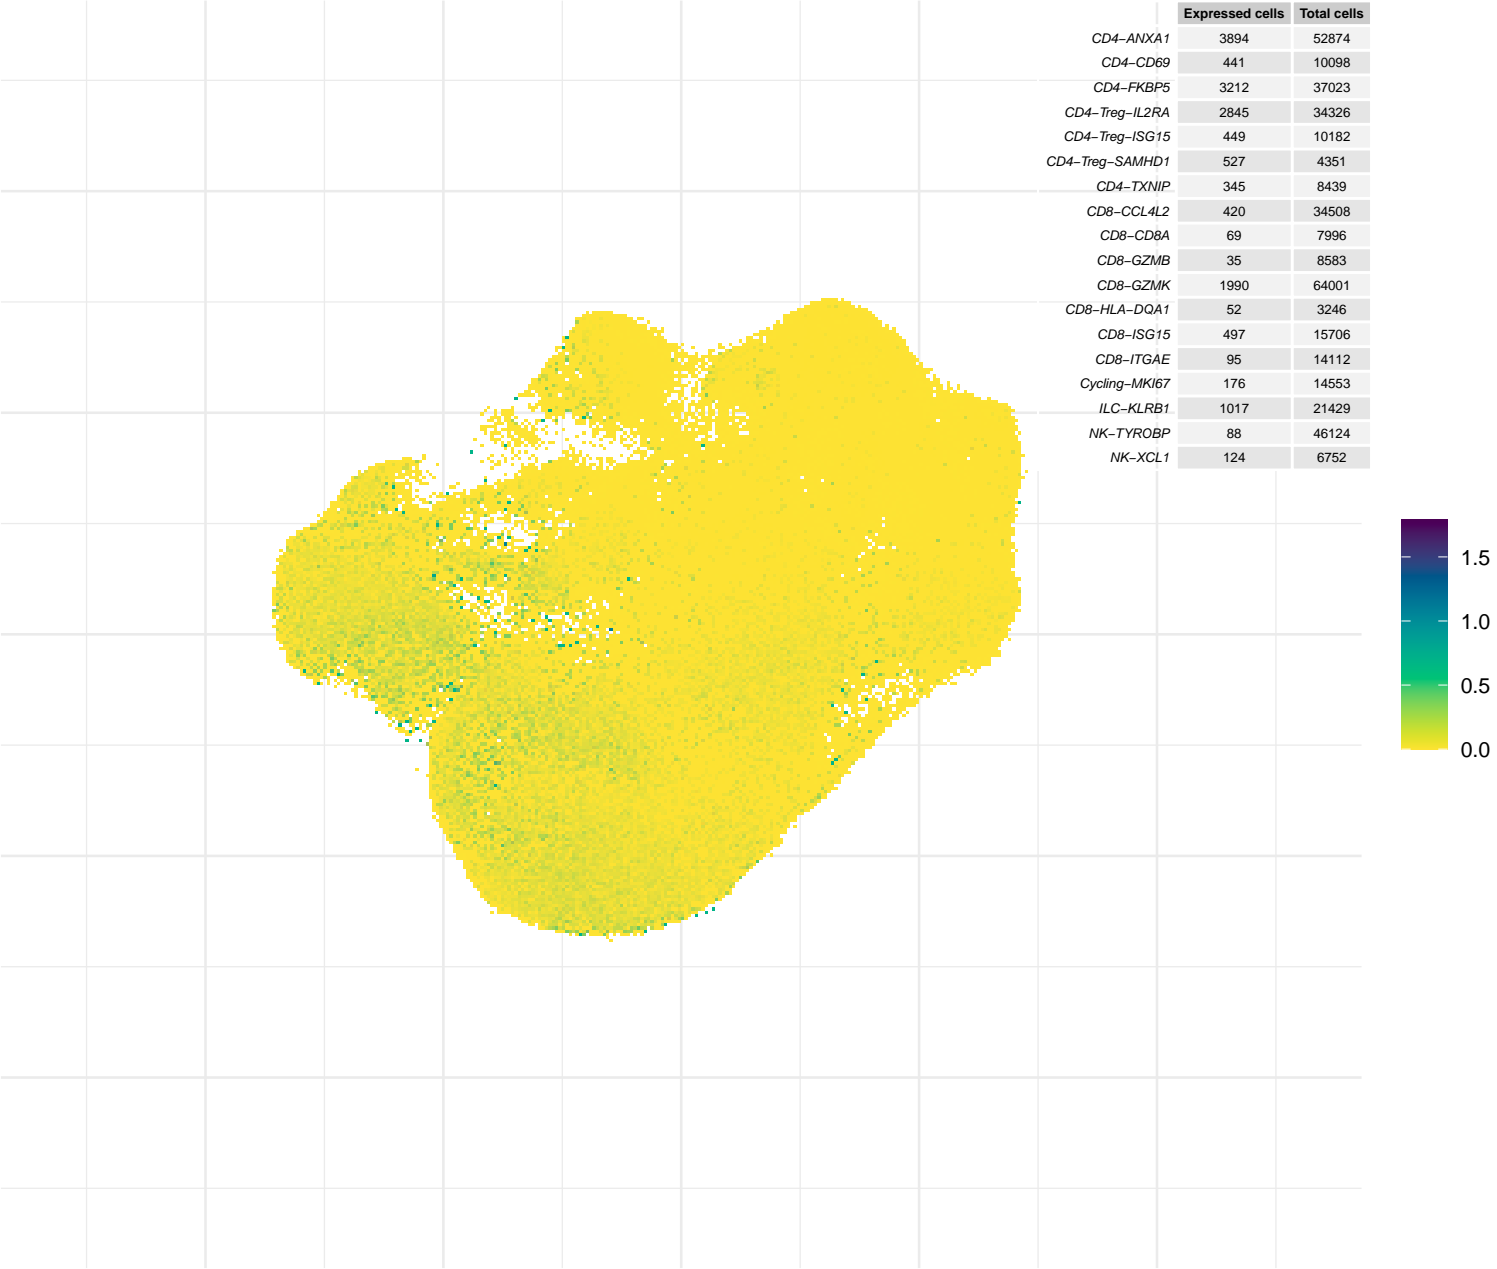 Expressed cells Total cells
CD4−ANXA1 3894 52874
CD4−CD69 441 10098
CD4−FKBP5 3212 37023
CD4−Treg−IL2RA 2845 34326
CD4−Treg−ISG15 449 10182
CD4−Treg−SAMHD1 527 4351
CD4−TXNIP 345 8439
CD8−CCL4L2 420 34508
CD8−CD8A 69 7996
CD8−GZMB 35 8583
CD8−GZMK 1990 64001
CD8−HLA−DQA1 52 3246
CD8−ISG15 497 15706
CD8−ITGAE 95 14112
Cycling−MKI67 176 14553
ILC−KLRB1 1017 21429
NK−TYROBP 88 46124
NK−XCL1 124 6752
1.5
1.0
0.5
0.0